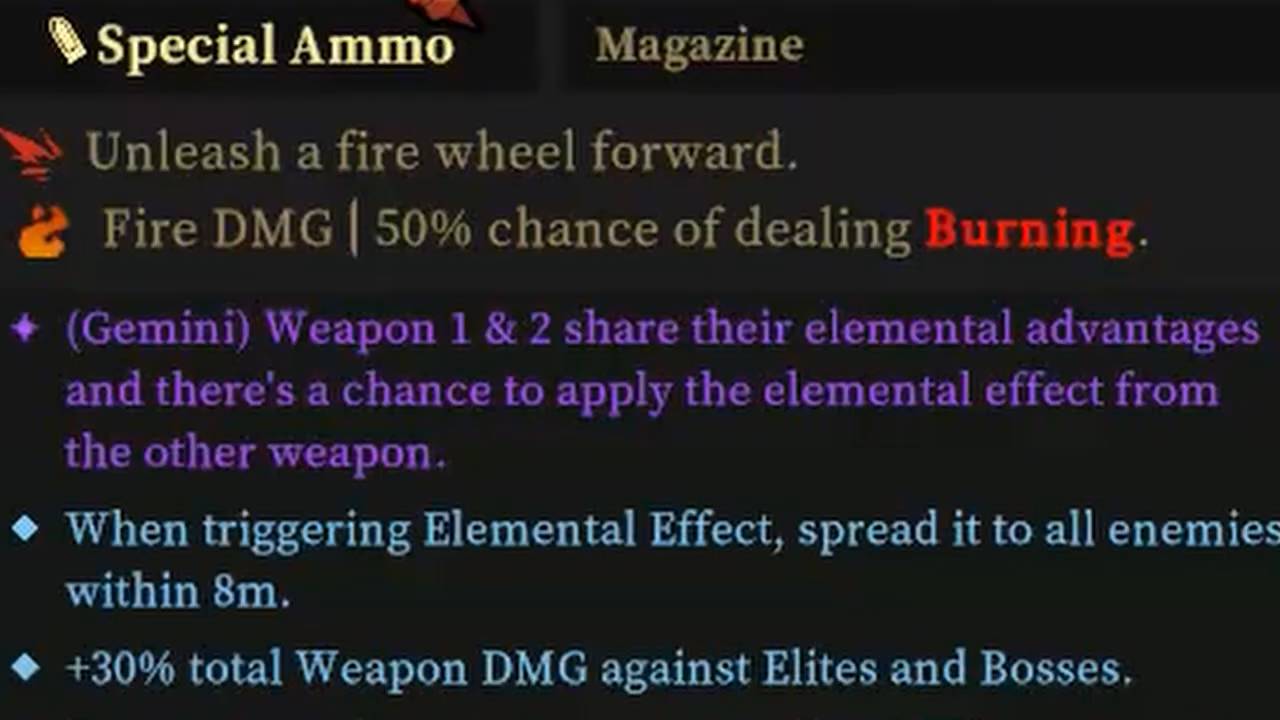 Special Ammo Magazine
Unleash a fire wheel forward.
Fire DMG | 50% chance of dealing Burning.
(Gemini) Weapon 1 & 2 share their elemental advantages
and there's a chance to apply the elemental effect from
the other weapon.
When triggering Elemental Effect, spread it to all enemies
within 8m.
+30% total Weapon DMG against Elites and Bosses.